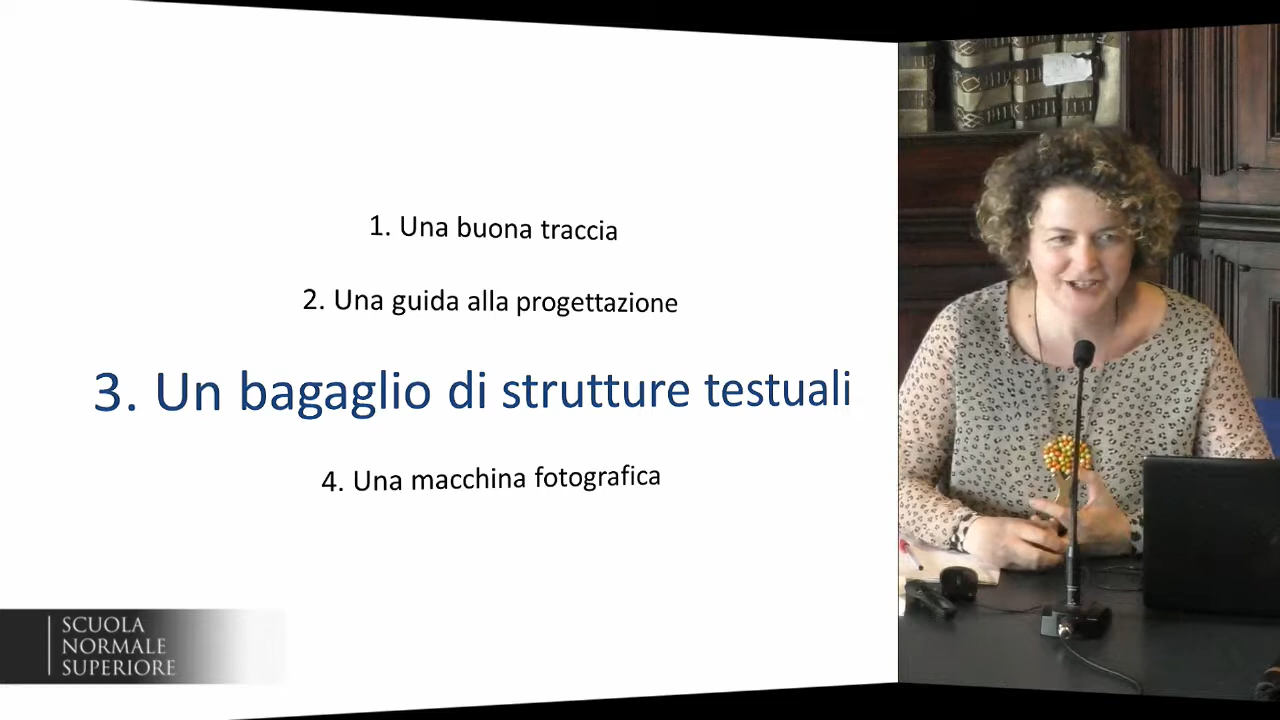 1. Una buona traccia
2. Una guida alla progettazione
3. Un bagaglio di strutture testuali
4. Una macchina fotografica
SCUOLA
NORMALE
SUPERIORE